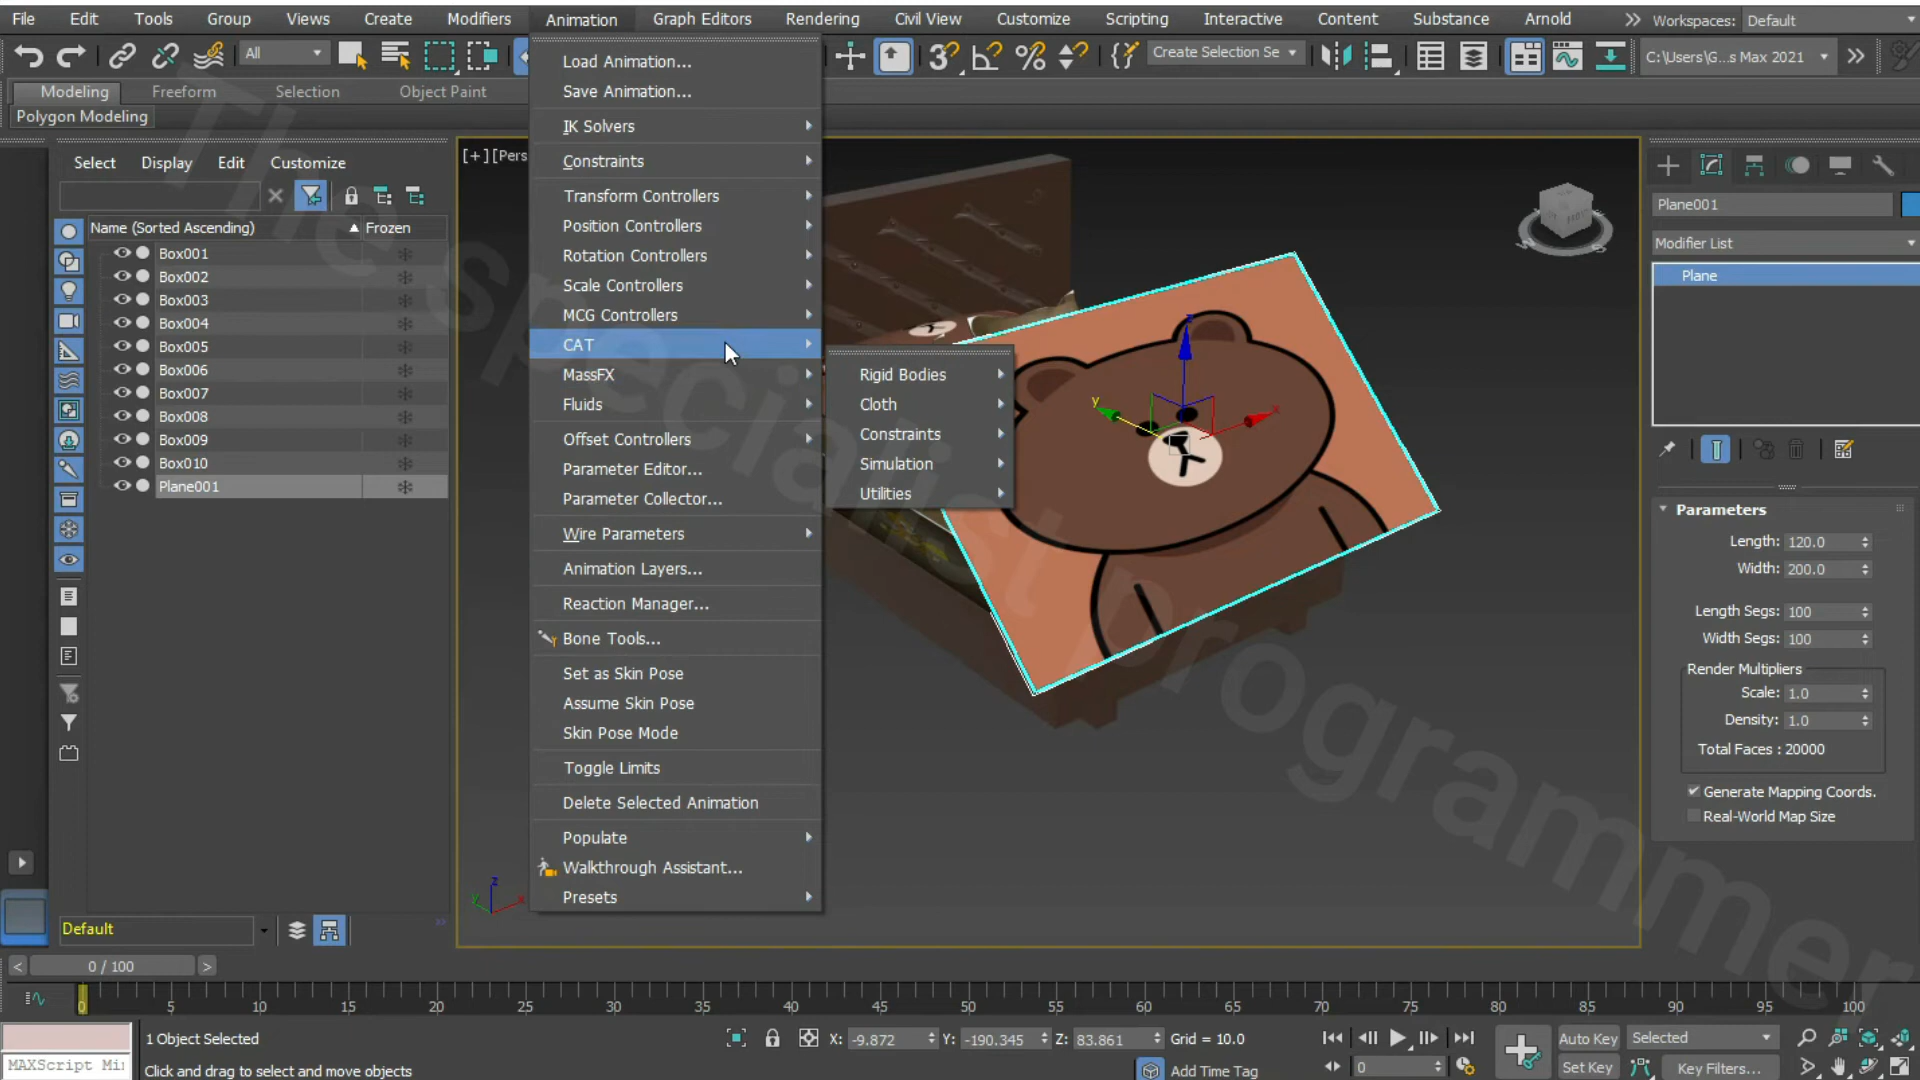 File Edit Tools Group Views Create Modifiers Animation Graph Editors Rendering Civil View Customize Scripting Interactive Content Substance Arnold Workspaces: Default
All Create Selection Se C:\Users\G...s Max 2021
Modeling Freeform Selection Object Paint
Polygon Modeling
Select Display Edit Customize
Name (Sorted Ascending) Frozen
Box001
Box002
Box003
Box004
Box005
Box006
Box007
Box008
Box009
Box010
Plane001
Default
Load Animation...
Save Animation...
IK Solvers
Constraints
Transform Controllers
Position Controllers
Rotation Controllers
Scale Controllers
MCG Controllers
CAT
MassFX
Fluids
Offset Controllers
Parameter Editor...
Parameter Collector...
Wire Parameters
Animation Layers...
Reaction Manager...
Bone Tools...
Set as Skin Pose
Assume Skin Pose
Skin Pose Mode
Toggle Limits
Delete Selected Animation
Populate
Walkthrough Assistant...
Presets
Rigid Bodies
Cloth
Constraints
Simulation
Utilities
[+][Pers
The specialist programmer
Plane001
Modifier List
Plane
Parameters
Length: 120.0
Width: 200.0
Length Segs: 100
Width Segs: 100
Render Multipliers
Scale: 1.0
Density: 1.0
Total Faces : 20000
Generate Mapping Coords.
Real-World Map Size
0 / 100
0 5 10 15 20 25 30 35 40 45 50 55 60 65 70 75 80 85 90 95 100
1 Object Selected X: -9.872 Y: -190.345 Z: 83.861 Grid = 10.0 Auto Key Selected
MAXScript Mi
Click and drag to select and move objects Add Time Tag 0 Set Key Key Filters...